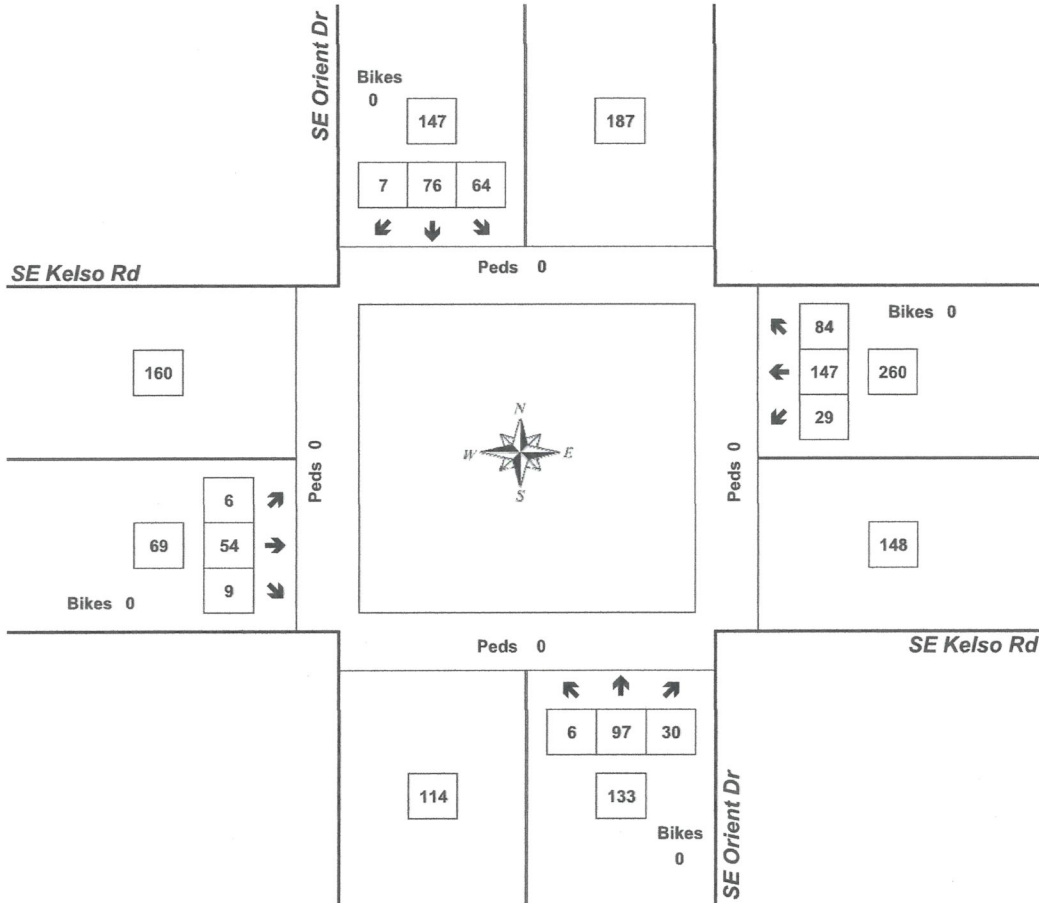 SE Orient Dr
Bikes
0
147
187
7 76 64
Peds 0
SE Kelso Rd
160
84
Bikes 0
147 260
29
Peds 0
N
W E
S
Peds 0
6
69 54
9
Bikes 0
148
Peds 0
SE Kelso Rd
6 97 30
114
133
Bikes
0
SE Orient Dr